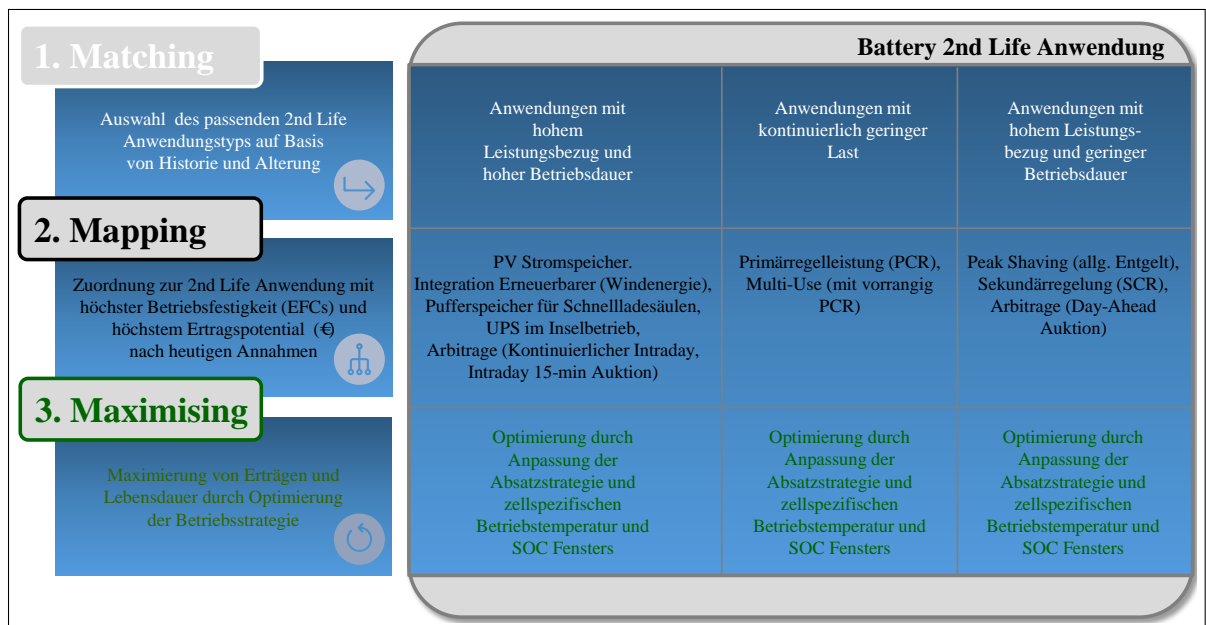 1. Matching
Auswahl des passenden 2nd Life
Anwendungstyps auf Basis
von Historie und Alterung
2. Mapping
Zuordnung zur 2nd Life Anwendung mit
höchster Betriebsfestigkeit (EFCs) und
höchstem Ertragspotential (€)
nach heutigen Annahmen
3. Maximising
Maximierung von Erträgen und
Lebensdauer durch Optimierung
der Betriebsstrategie
Battery 2nd Life Anwendung
Anwendungen mit
hohem
Leistungsbezug und
hoher Betriebsdauer
Anwendungen mit
kontinuierlich geringer
Last
Anwendungen mit
hohem Leistungs-
bezug und geringer
Betriebsdauer
PV Stromspeicher.
Integration Erneuerbarer (Windenergie),
Pufferspeicher für Schnellladesäulen,
UPS im Inselbetrieb,
Arbitrage (Kontinuierlicher Intraday,
Intraday 15-min Auktion)
Primärregelleistung (PCR),
Multi-Use (mit vorrangig
PCR)
Peak Shaving (allg. Entgelt),
Sekundärregelung (SCR),
Arbitrage (Day-Ahead
Auktion)
Optimierung durch
Anpassung der
Absatzstrategie und
zellspezifischen
Betriebstemperatur und
SOC Fensters
Optimierung durch
Anpassung der
Absatzstrategie und
zellspezifischen
Betriebstemperatur und
SOC Fensters
Optimierung durch
Anpassung der
Absatzstrategie und
zellspezifischen
Betriebstemperatur und
SOC Fensters